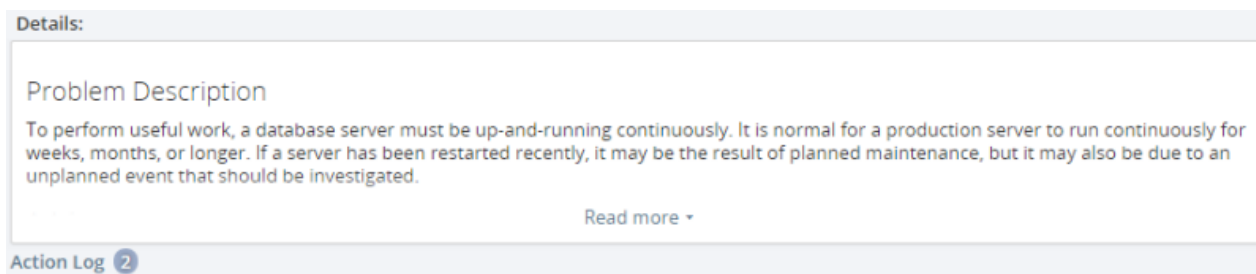 Details:
Problem Description
To perform useful work, a database server must be up-and-running continuously. It is normal for a production server to run continuously for
weeks, months, or longer. If a server has been restarted recently, it may be the result of planned maintenance, but it may also be due to an
unplanned event that should be investigated.
Read more
Action Log 2